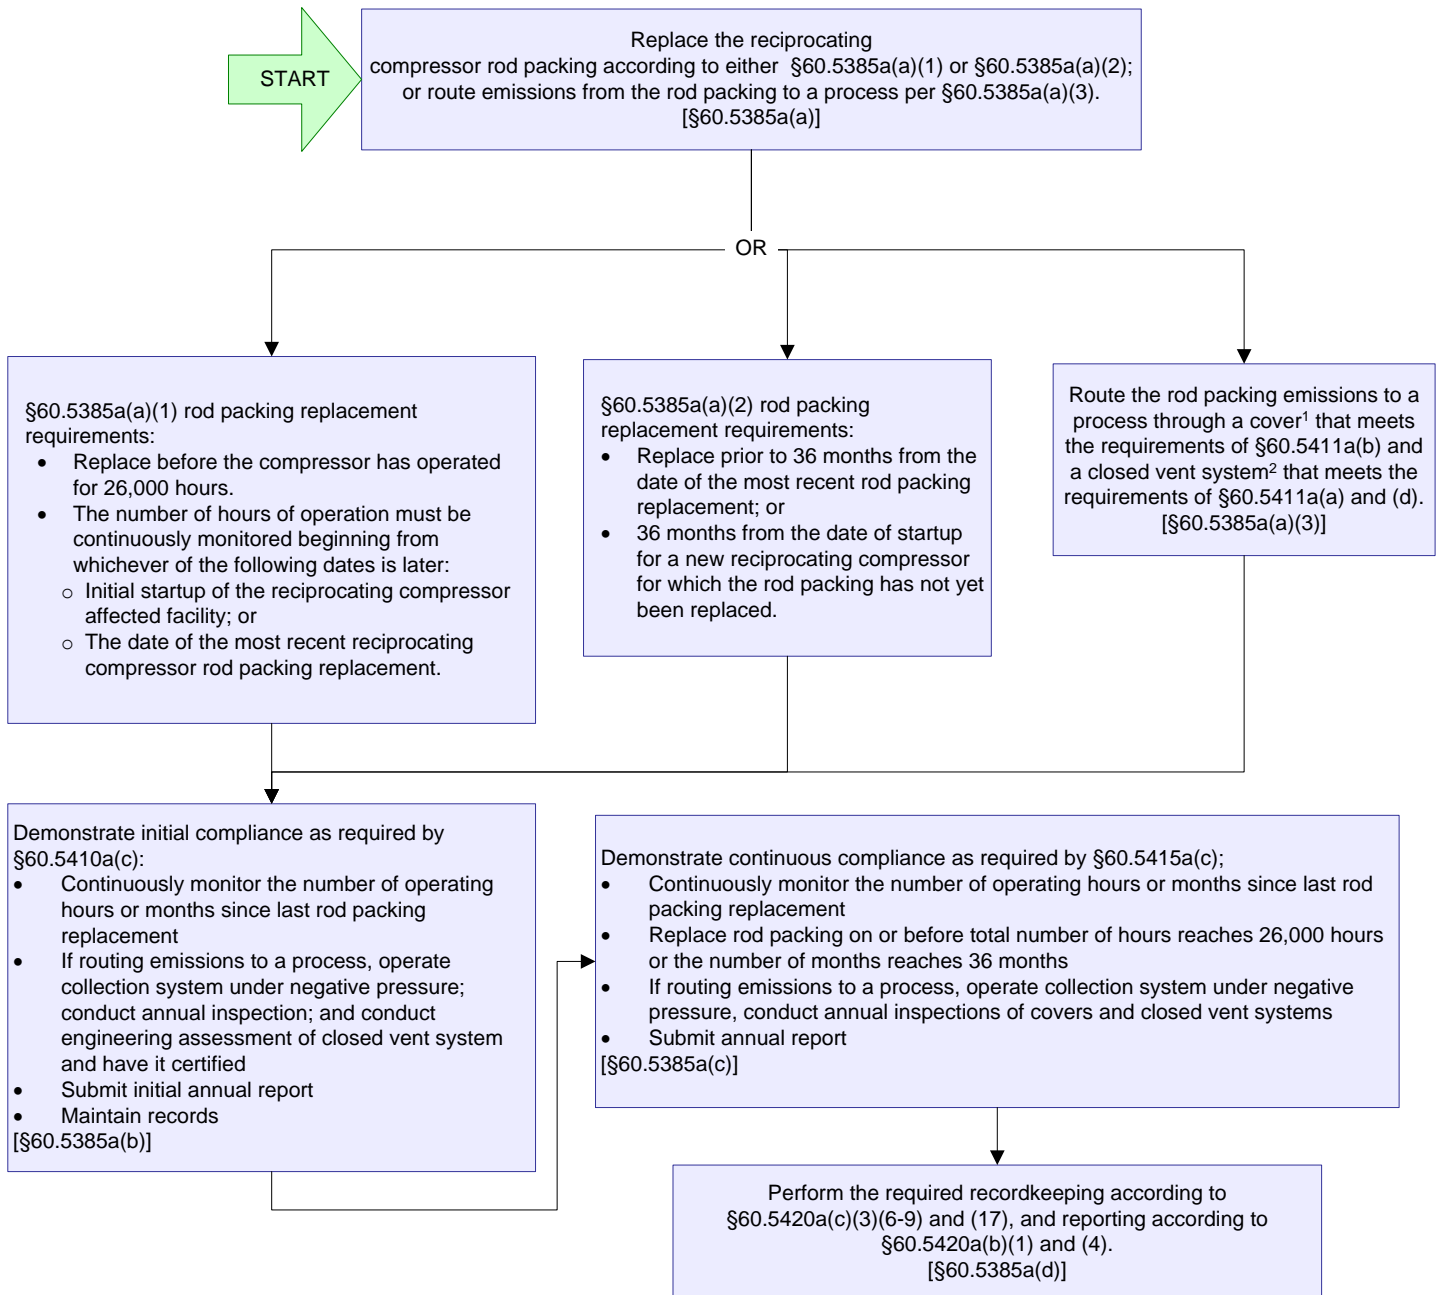 START
Replace the reciprocating
compressor rod packing according to either §60.5385a(a)(1) or §60.5385a(a)(2);
or route emissions from the rod packing to a process per §60.5385a(a)(3).
[§60.5385a(a)]
OR
§60.5385a(a)(1) rod packing replacement
requirements:
• Replace before the compressor has operated
for 26,000 hours.
• The number of hours of operation must be
continuously monitored beginning from
whichever of the following dates is later:
o Initial startup of the reciprocating compressor
affected facility; or
o The date of the most recent reciprocating
compressor rod packing replacement.
§60.5385a(a)(2) rod packing
replacement requirements:
• Replace prior to 36 months from the
date of the most recent rod packing
replacement; or
• 36 months from the date of startup
for a new reciprocating compressor
for which the rod packing has not yet
been replaced.
Route the rod packing emissions to a
process through a cover¹ that meets
the requirements of §60.5411a(b) and
a closed vent system² that meets the
requirements of §60.5411a(a) and (d).
[§60.5385a(a)(3)]
Demonstrate initial compliance as required by
§60.5410a(c):
• Continuously monitor the number of operating
hours or months since last rod packing
replacement
• If routing emissions to a process, operate
collection system under negative pressure;
conduct annual inspection; and conduct
engineering assessment of closed vent system
and have it certified
• Submit initial annual report
• Maintain records
[§60.5385a(b)]
Demonstrate continuous compliance as required by §60.5415a(c);
• Continuously monitor the number of operating hours or months since last rod
packing replacement
• Replace rod packing on or before total number of hours reaches 26,000 hours
or the number of months reaches 36 months
• If routing emissions to a process, operate collection system under negative
pressure, conduct annual inspections of covers and closed vent systems
• Submit annual report
[§60.5385a(c)]
Perform the required recordkeeping according to
§60.5420a(c)(3)(6-9) and (17), and reporting according to
§60.5420a(b)(1) and (4).
[§60.5385a(d)]